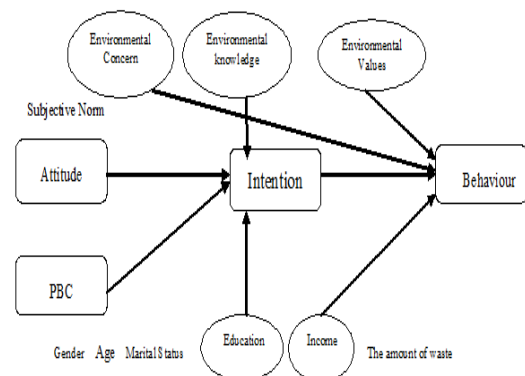 Environmental
Concern
Environmental
knowledge
Environmental
Values
Subjective Norm
Attitude
Intention
Behaviour
PBC
Education
Income
Gender Age Marital Status
The amount of waste